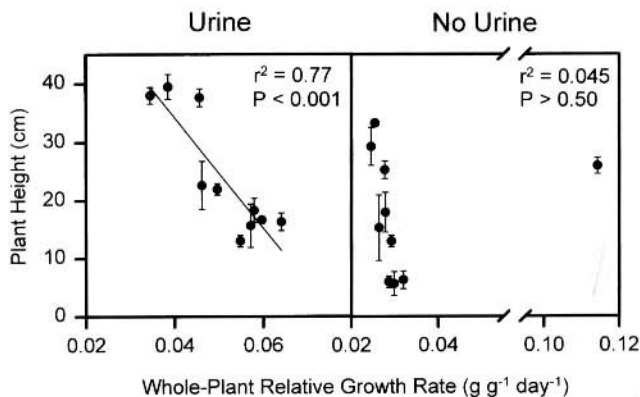 Urine
No Urine
Plant Height (cm)
50
40
30
20
10
0
r² = 0.77
P < 0.001
r² = 0.045
P > 0.50
0.02 0.04 0.06 0.02 0.04 0.10 0.12
Whole-Plant Relative Growth Rate (g g⁻¹ day⁻¹)